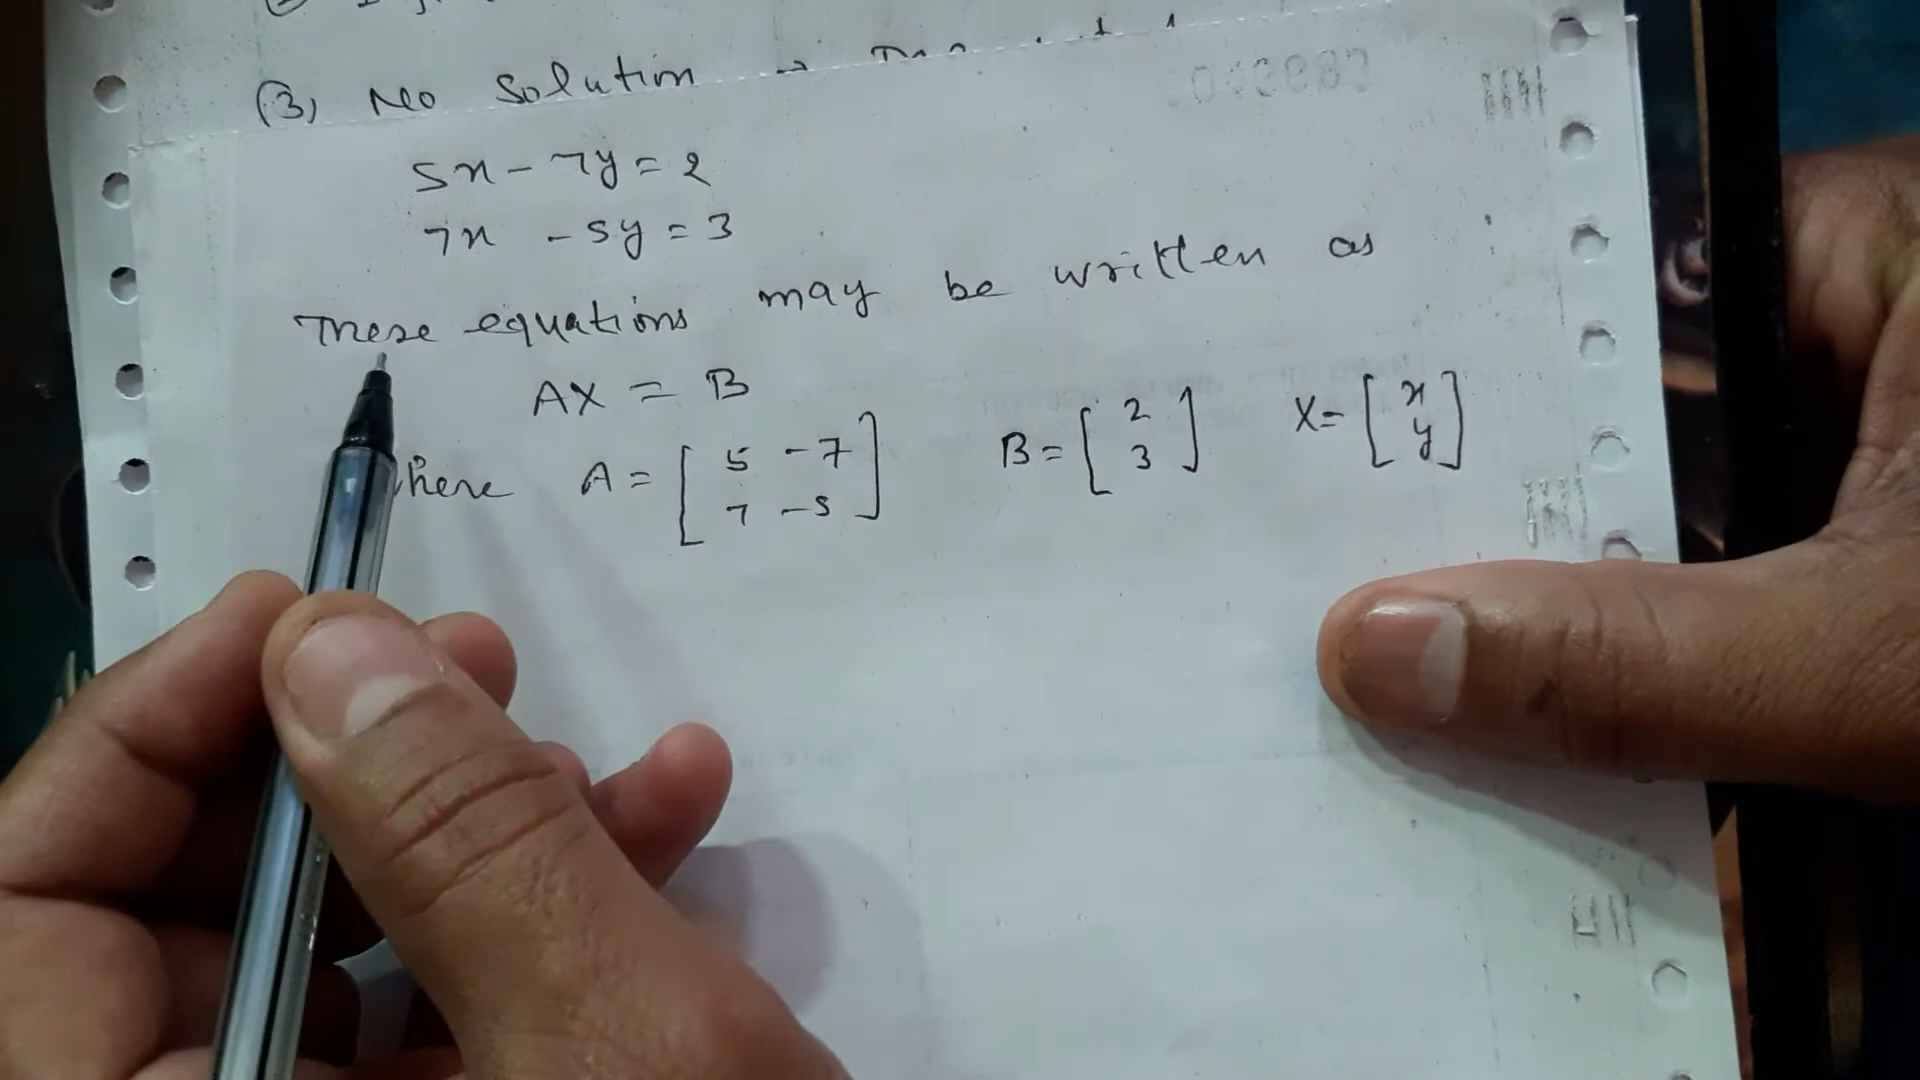 (3) No solution →
5x - 7y = 2
7x - 5y = 3
These equations may be written as
AX = B
here A = [ 5 -7 B = [ 2 X = [ x
7 -5 ] 3 ] y ]